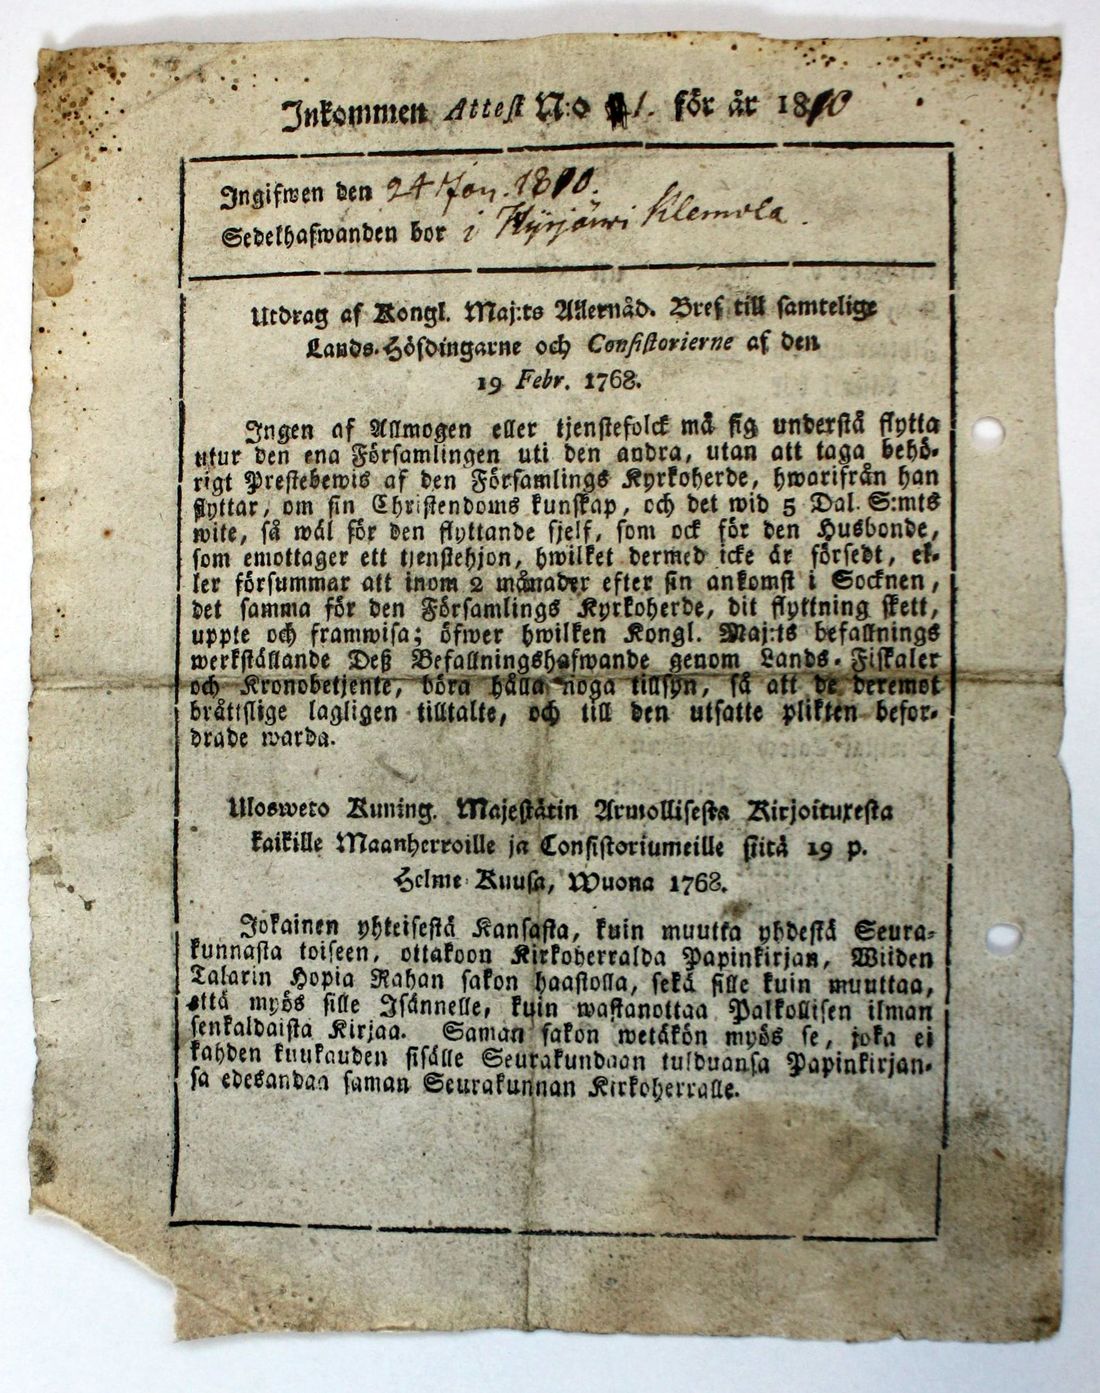 Inkommen Attest N:o 1. för år 1810
Ingifwen den 24 Jan. 1810.
Sedelhafwanden bor i Kyrjärwi Klemola.
Utdrag af Kongl. Maj:ts Allernåd. Bref till samtelige
Lands-Höfdingarne och Consistorierne af den
19 Febr. 1768.
Ingen af Allmogen eller tjenstefolck må sig understå flytta
utur den ena Församlingen uti den andra, utan att taga behö-
rigt Prestebewis af den Församlings Kyrkoherde, hwarifrån han
flyttar, om sin Christendoms kunskap, och det wid 5 Dal. S:mts
wite, så wäl för den flyttande sjelf, som ock för den Husbonde,
som emottager ett tjenstehjon, hwilket dermed icke är försedt, el-
ler försummar att inom 2 månader efter sin ankomst i Socknen,
det samma för den Församlings Kyrkoherde, dit flyttning skett,
uppte och framwisa; öfwer hwilken Kongl. Maj:ts befallnings
werkställande Deß Befallningshafwande genom Lands-Fiskaler
och Kronobetjente, böra hålla noga tillsyn, så att de deremot
bråttslige lagligen tilltalte, och till den utsatte plikten befor-
drade warda.
Ulosweto Kuning. Majestätin Armollisesta Kirjoituxesta
kaikille Maanherroille ja Consistoriumeille siitä 19 p.
Helme Kuusa, Wuona 1768.
Jokainen yhteisestä Kansasta, kuin muutta yhdestä Seura-
kunnasta toiseen, ottakoon Kirkoherralda Papinkirjan, Wiiden
Talarin Hopia Rahan sakon haastolla, sekä sille kuin muuttaa,
että myös sille Isännelle, kuin wastanottaa Palkollisen ilman
senkaldaista Kirjaa. Saman sakon wetäkön myös se, joka ei
kahden kuukauden sisälle Seurakundaan tulduansa Papinkirjan-
sa edesandaa saman Seurakunnan Kirkoherralle.